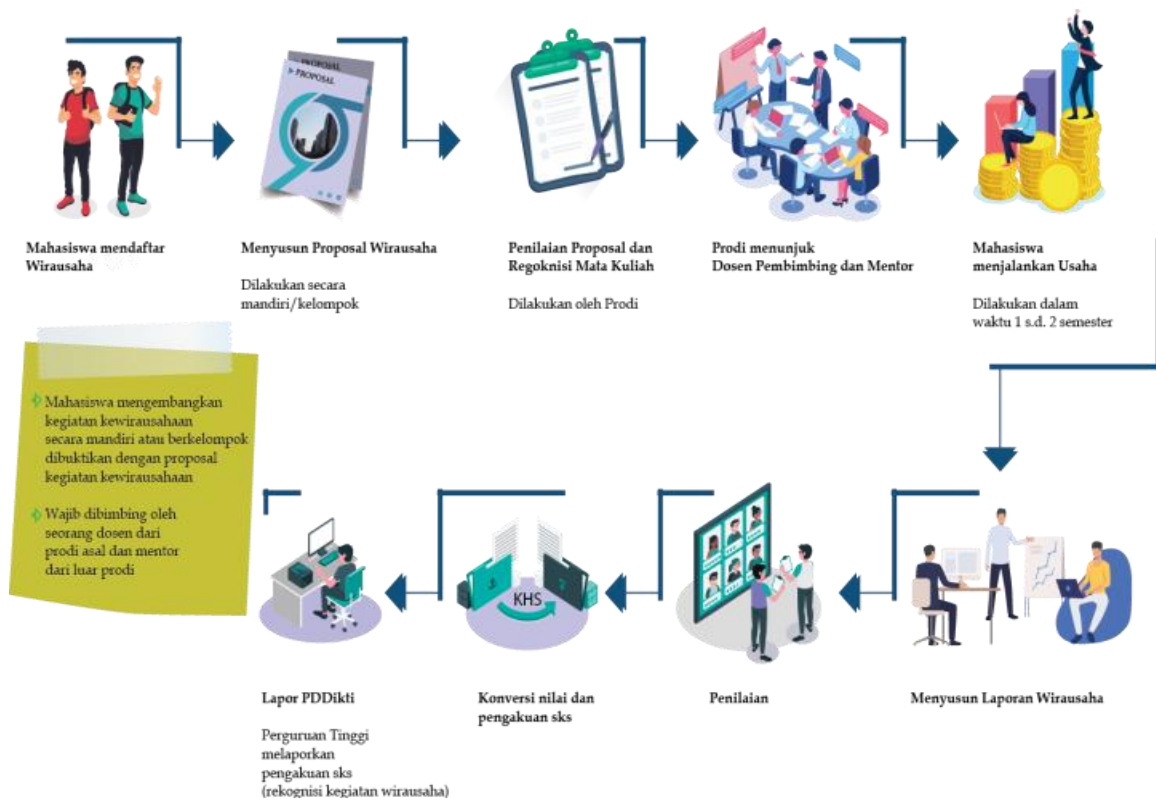 PROPOSAL
PROPOSAL
Mahasiswa mendaftar
Wirausaha
Menyusun Proposal Wirausaha
Dilakukan secara
mandiri/kelompok
Penilaian Proposal dan
Regoknisi Mata Kuliah
Dilakukan oleh Prodi
Prodi menunjuk
Dosen Pembimbing dan Mentor
Mahasiswa
menjalankan Usaha
Dilakukan dalam
waktu 1 s.d. 2 semester
Mahasiswa mengembangkan
kegiatan kewirausahaan
secara mandiri atau berkelompok
dibuktikan dengan proposal
kegiatan kewirausahaan
Wajib dibimbing oleh
seorang dosen dari
prodi asal dan mentor
dari luar prodi
KHS
Lapor PDDikti
Perguruan Tinggi
melaporkan
pengakuan sks
(rekognisi kegiatan wirausaha)
Konversi nilai dan
pengakuan sks
Penilaian
Menyusun Laporan Wirausaha